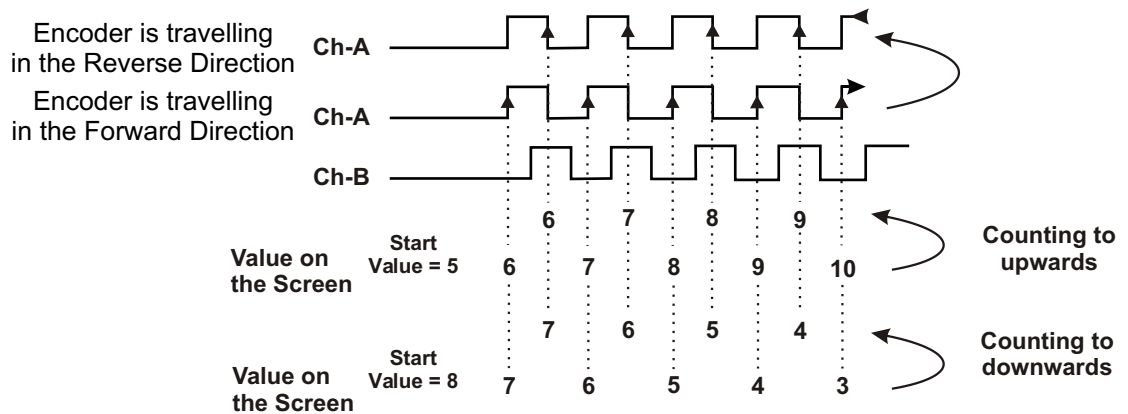 Encoder is travelling
in the Reverse Direction
Ch-A
Encoder is travelling
in the Forward Direction
Ch-A
Ch-B
6 7 8 9
Value on
the Screen
Start
Value = 5
6 7 8 9 10
Counting to
upwards
7 6 5 4
Value on
the Screen
Start
Value = 8
7 6 5 4 3
Counting to
downwards